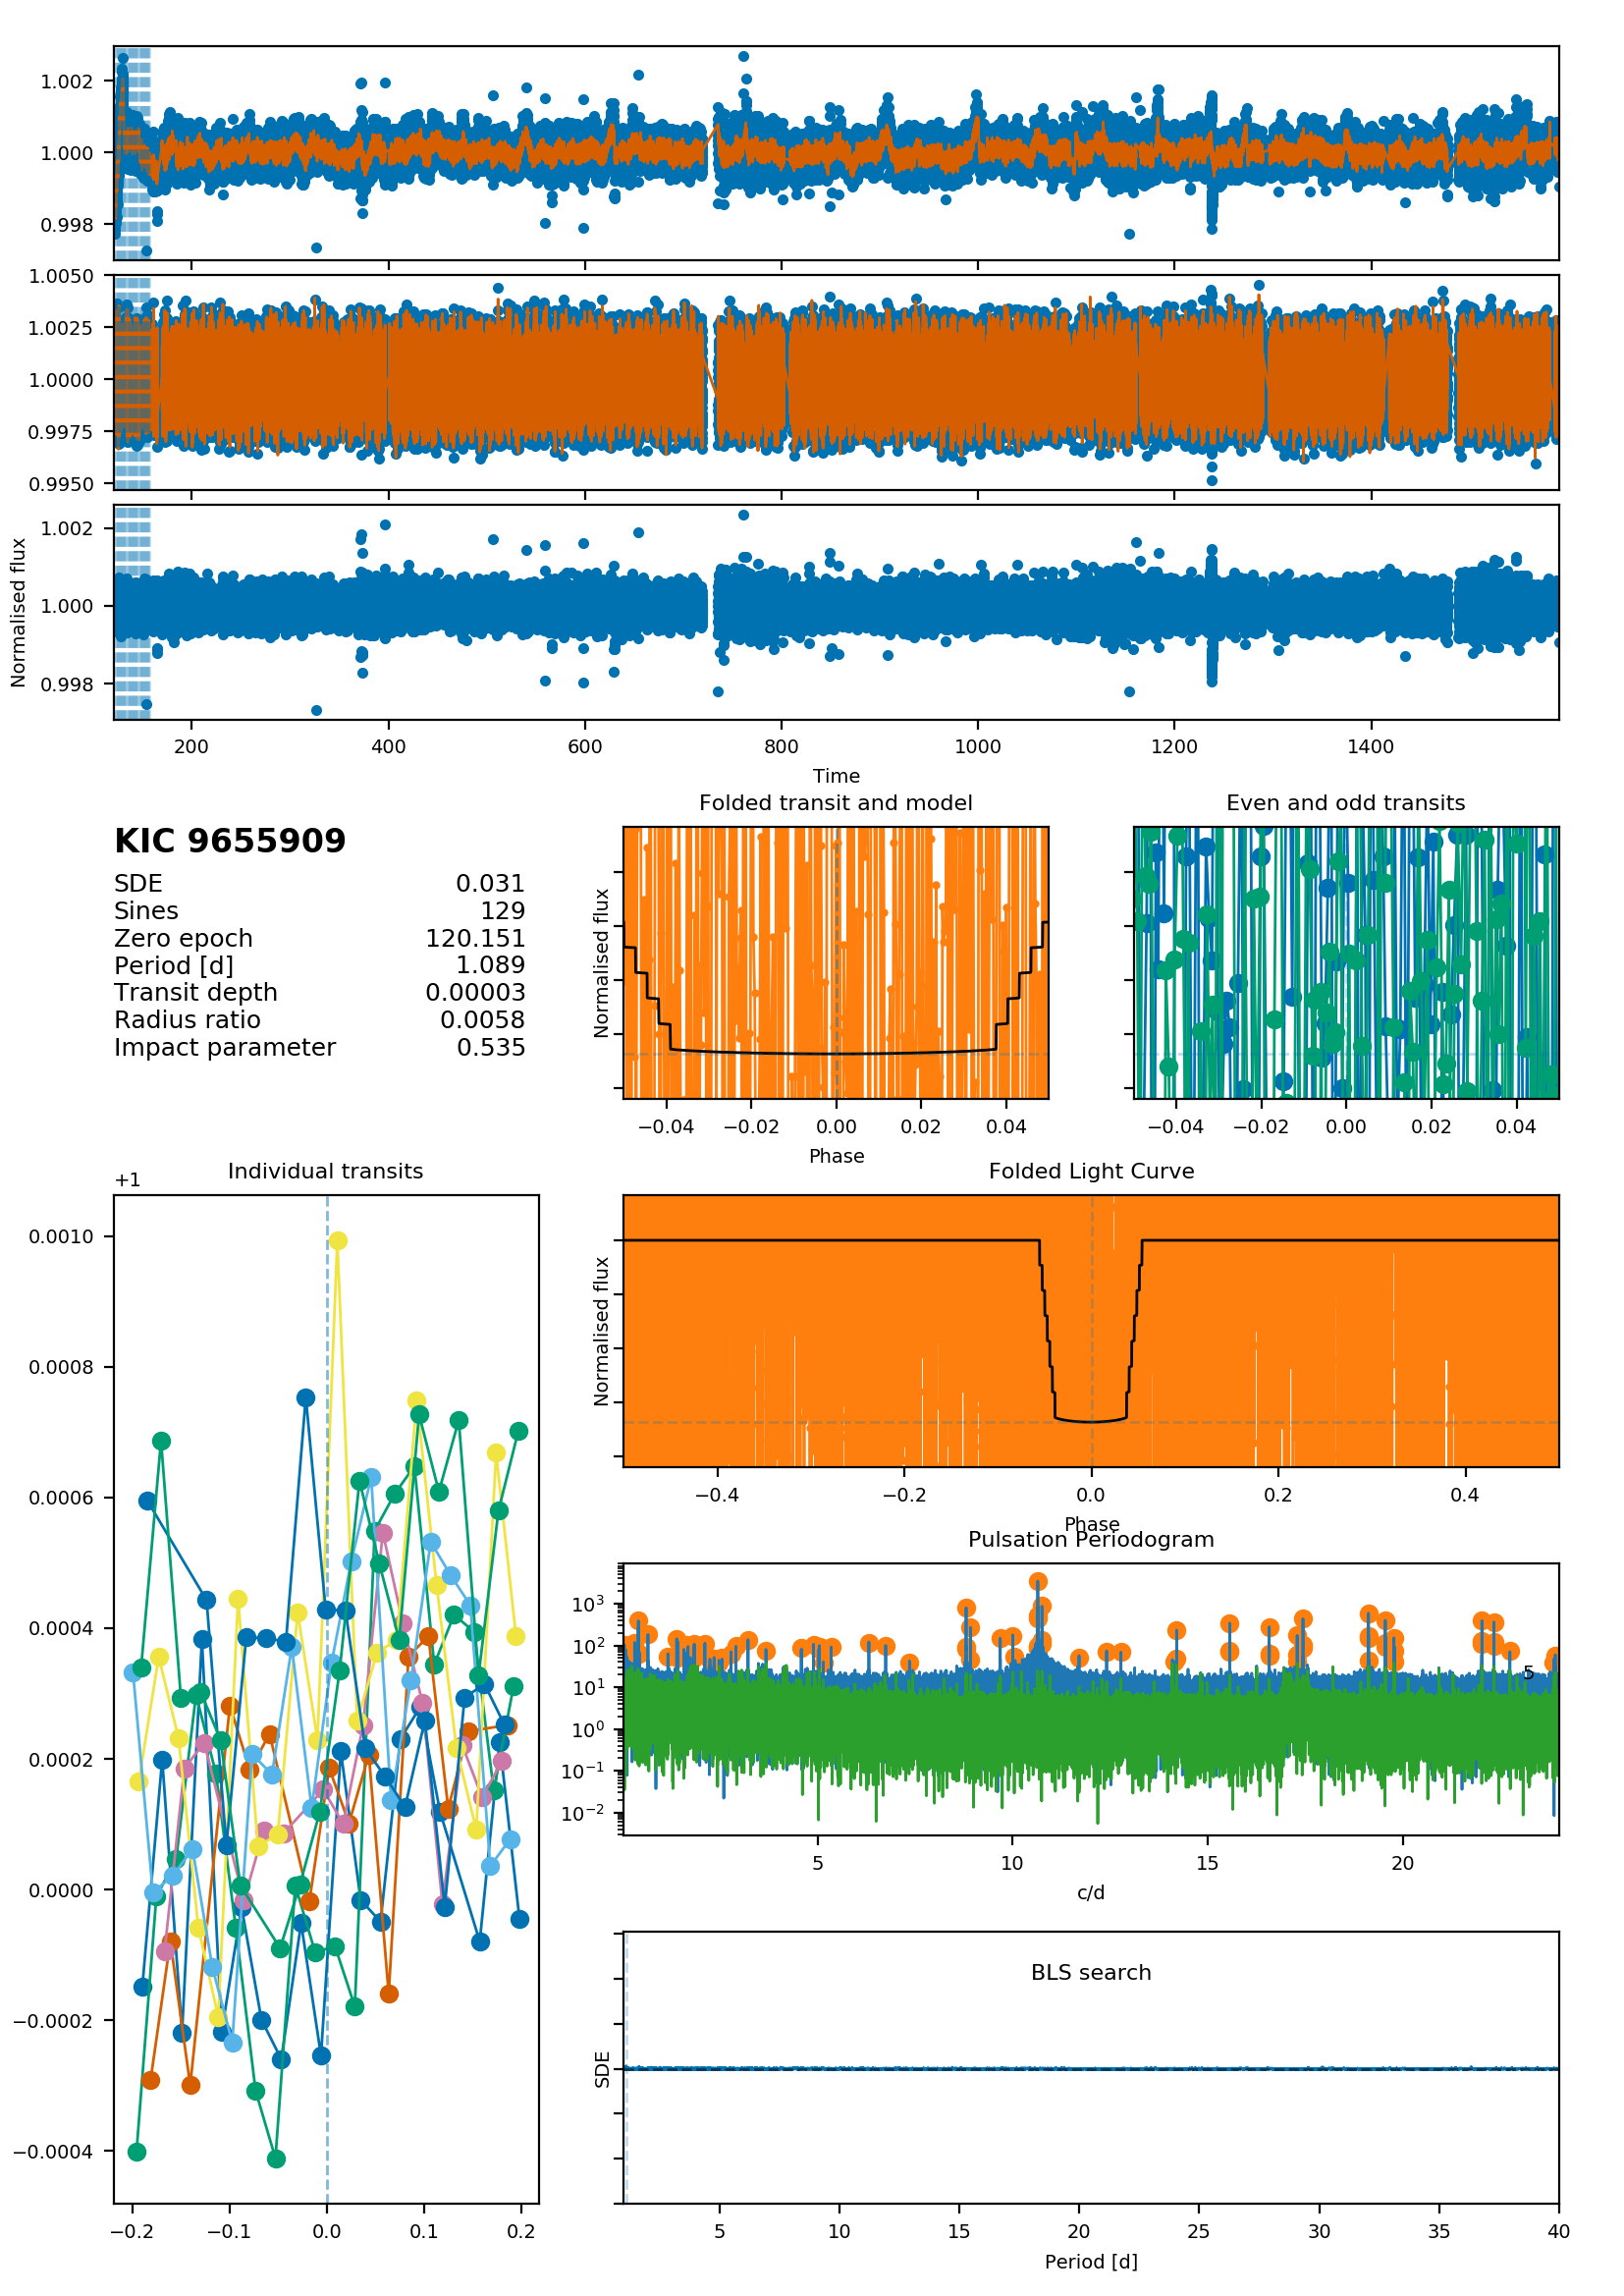 1.002
1.000
0.998
1.0050
1.0025
1.0000
0.9975
0.9950
1.002
1.000
0.998
Normalised flux
200 400 600 800 1000 1200 1400
Time
KIC 9655909
SDE 0.031
Sines 129
Zero epoch 120.151
Period [d] 1.089
Transit depth 0.00003
Radius ratio 0.0058
Impact parameter 0.535
Folded transit and model
Normalised flux
−0.04 −0.02 0.00 0.02 0.04
Phase
Even and odd transits
−0.04 −0.02 0.00 0.02 0.04
Individual transits
+1
0.0010
0.0008
0.0006
0.0004
0.0002
0.0000
−0.0002
−0.0004
−0.2 −0.1 0.0 0.1 0.2
Folded Light Curve
Normalised flux
−0.4 −0.2 0.0 0.2 0.4
Phase
Pulsation Periodogram
10³
10²
10¹
10⁰
10⁻¹
10⁻²
5
5 10 15 20
c/d
BLS search
SDE
5 10 15 20 25 30 35 40
Period [d]